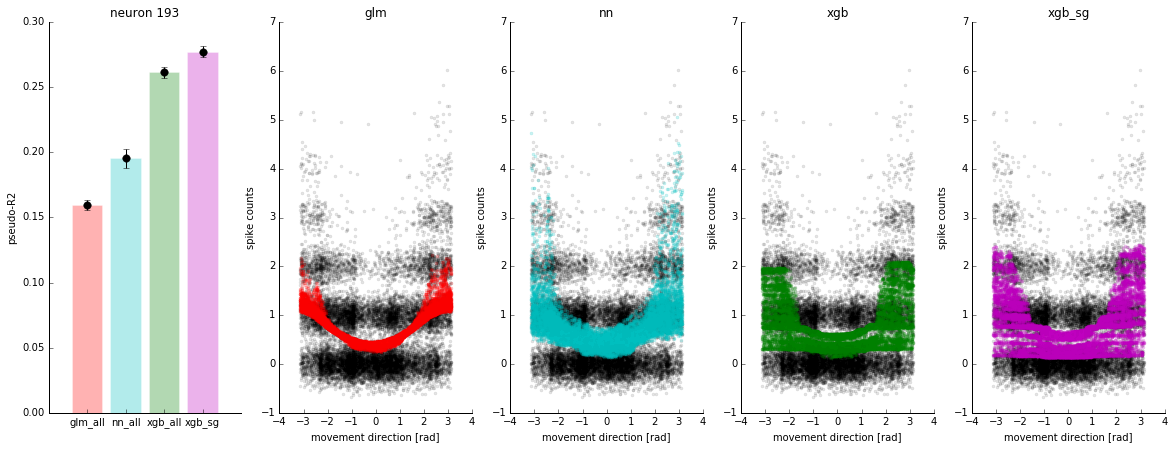 neuron 193
pseudo-R2
0.30
0.25
0.20
0.15
0.10
0.05
0.00
glm_all nn_all xgb_all xgb_sg
glm
spike counts
7
6
5
4
3
2
1
0
−1
−4 −3 −2 −1 0 1 2 3 4
movement direction [rad]
nn
spike counts
7
6
5
4
3
2
1
0
−1
−4 −3 −2 −1 0 1 2 3 4
movement direction [rad]
xgb
spike counts
7
6
5
4
3
2
1
0
−1
−4 −3 −2 −1 0 1 2 3 4
movement direction [rad]
xgb_sg
spike counts
7
6
5
4
3
2
1
0
−1
−4 −3 −2 −1 0 1 2 3 4
movement direction [rad]